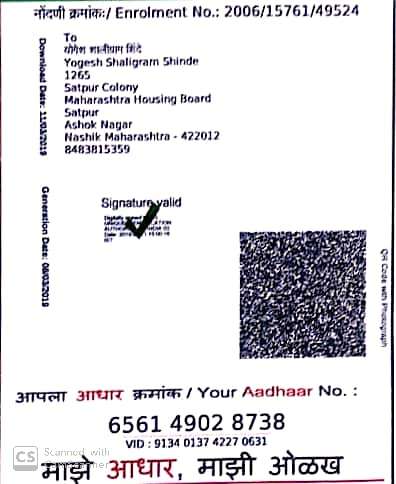 नोंदणी क्रमांक:/ Enrolment No.: 2006/15761/49524
To
योगेश शालीग्राम शिंदे
Yogesh Shaligram Shinde
1265
Satpur Colony
Maharashtra Housing Board
Satpur
Ashok Nagar
Nashik Maharashtra - 422012
8483815359
Download Date: 11/03/2019
Generation Date: 08/03/2019
Signature valid
QR Code with Photograph
आपला आधार क्रमांक / Your Aadhaar No. :
6561 4902 8738
VID : 9134 0137 4227 0631
CS Scanned with
CamScanner
माझे आधार, माझी ओळख